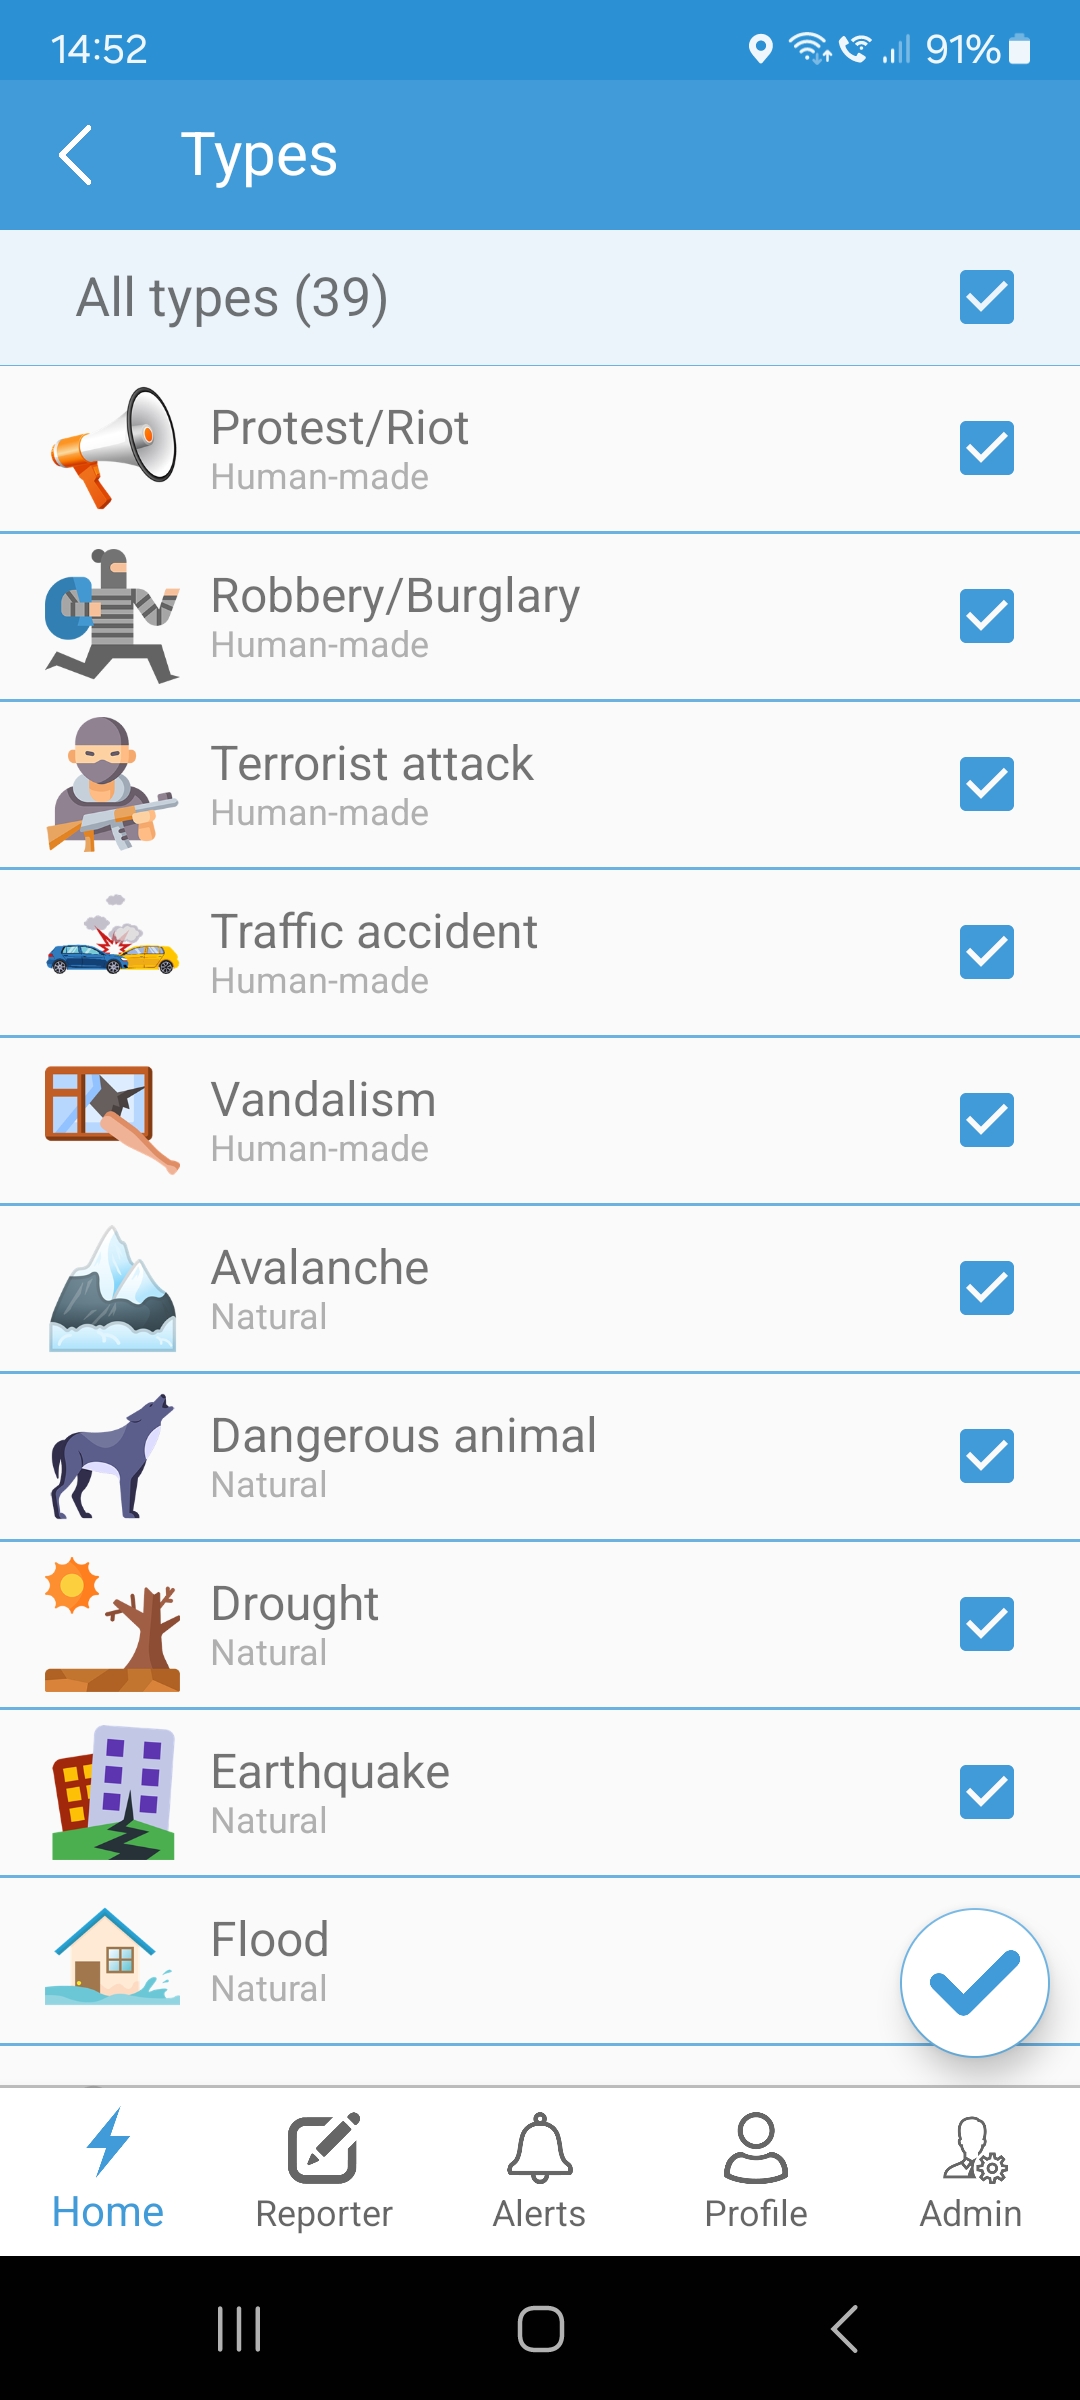 14:52
91%
Types
All types (39)
Protest/Riot
Human-made
Robbery/Burglary
Human-made
Terrorist attack
Human-made
Traffic accident
Human-made
Vandalism
Human-made
Avalanche
Natural
Dangerous animal
Natural
Drought
Natural
Earthquake
Natural
Flood
Natural
Home
Reporter
Alerts
Profile
Admin